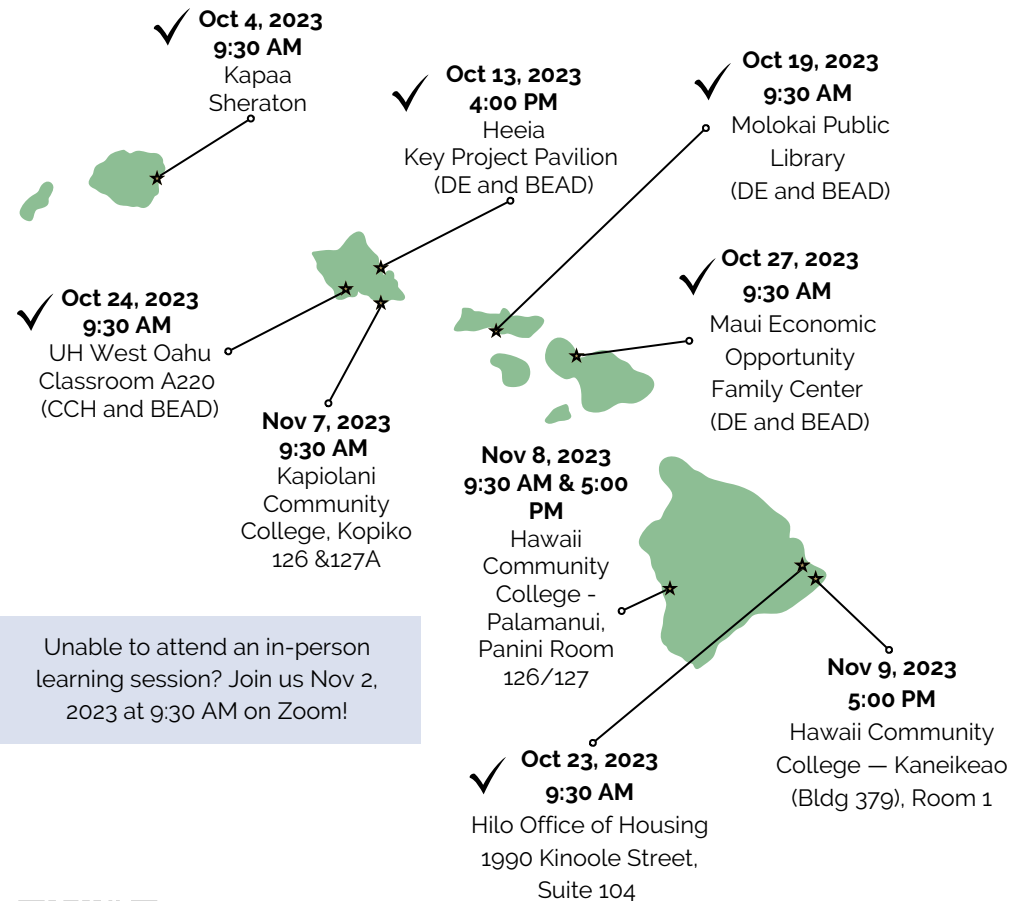 Oct 4, 2023
9:30 AM
Kapaa
Sheraton
Oct 13, 2023
4:00 PM
Heeia
Key Project Pavilion
(DE and BEAD)
Oct 19, 2023
9:30 AM
Molokai Public
Library
(DE and BEAD)
Oct 24, 2023
9:30 AM
UH West Oahu
Classroom A220
(CCH and BEAD)
Oct 27, 2023
9:30 AM
Maui Economic
Opportunity
Family Center
(DE and BEAD)
Nov 7, 2023
9:30 AM
Kapiolani
Community
College, Kopiko
126 &127A
Nov 8, 2023
9:30 AM & 5:00
PM
Hawaii
Community
College -
Palamanui,
Panini Room
126/127
Unable to attend an in-person
learning session? Join us Nov 2,
2023 at 9:30 AM on Zoom!
Nov 9, 2023
5:00 PM
Hawaii Community
College — Kaneikeao
(Bldg 379), Room 1
Oct 23, 2023
9:30 AM
Hilo Office of Housing
1990 Kinoole Street,
Suite 104